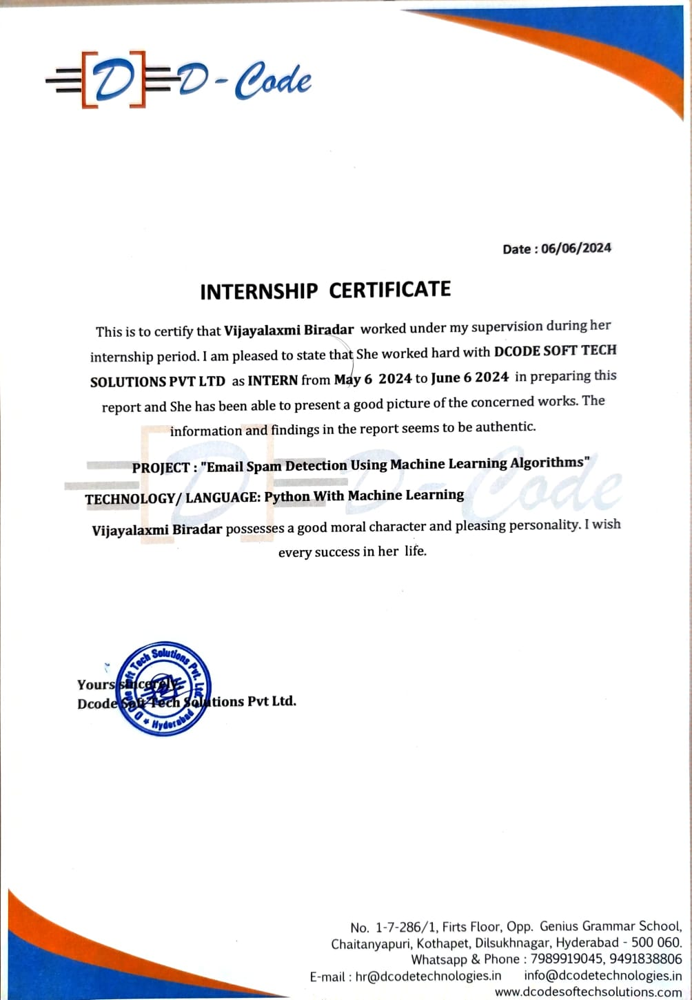 [D] D - Code
Date : 06/06/2024
INTERNSHIP CERTIFICATE
This is to certify that Vijayalaxmi Biradar worked under my supervision during her
internship period. I am pleased to state that She worked hard with DCODE SOFT TECH
SOLUTIONS PVT LTD as INTERN from May 6 2024 to June 6 2024 in preparing this
report and She has been able to present a good picture of the concerned works. The
information and findings in the report seems to be authentic.
PROJECT : "Email Spam Detection Using Machine Learning Algorithms"
TECHNOLOGY/ LANGUAGE: Python With Machine Learning
D - Code
Vijayalaxmi Biradar possesses a good moral character and pleasing personality. I wish
every success in her life.
Yours sincerely,
Dcode Soft Tech Solutions Pvt Ltd.
D Code Soft Tech Solutions Pvt. Ltd. * Hyderabad
No. 1-7-286/1, Firts Floor, Opp. Genius Grammar School,
Chaitanyapuri, Kothapet, Dilsukhnagar, Hyderabad - 500 060.
Whatsapp & Phone : 7989919045, 9491838806
E-mail : hr@dcodetechnologies.in info@dcodetechnologies.in
www.dcodesoftechsolutions.com